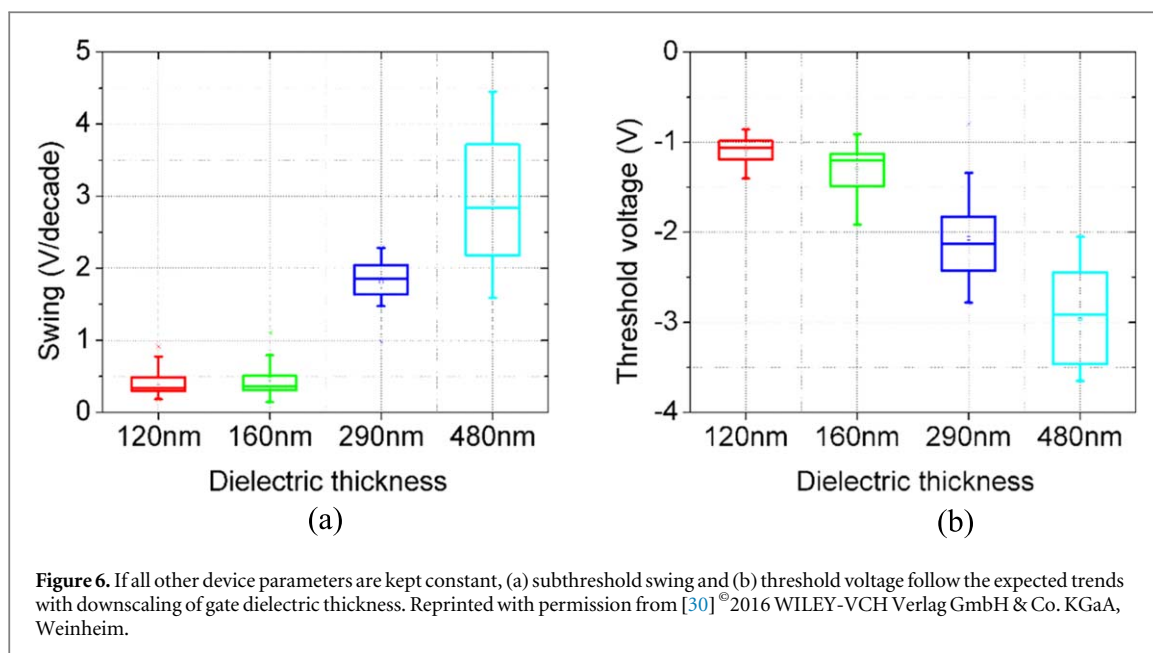 5
4
3
2
1
0
Swing (V/decade)
120nm 160nm 290nm 480nm
Dielectric thickness
(a)
0
-1
-2
-3
-4
Threshold voltage (V)
120nm 160nm 290nm 480nm
Dielectric thickness
(b)
Figure 6. If all other device parameters are kept constant, (a) subthreshold swing and (b) threshold voltage follow the expected trends
with downscaling of gate dielectric thickness. Reprinted with permission from [30] ©2016 WILEY-VCH Verlag GmbH & Co. KGaA,
Weinheim.